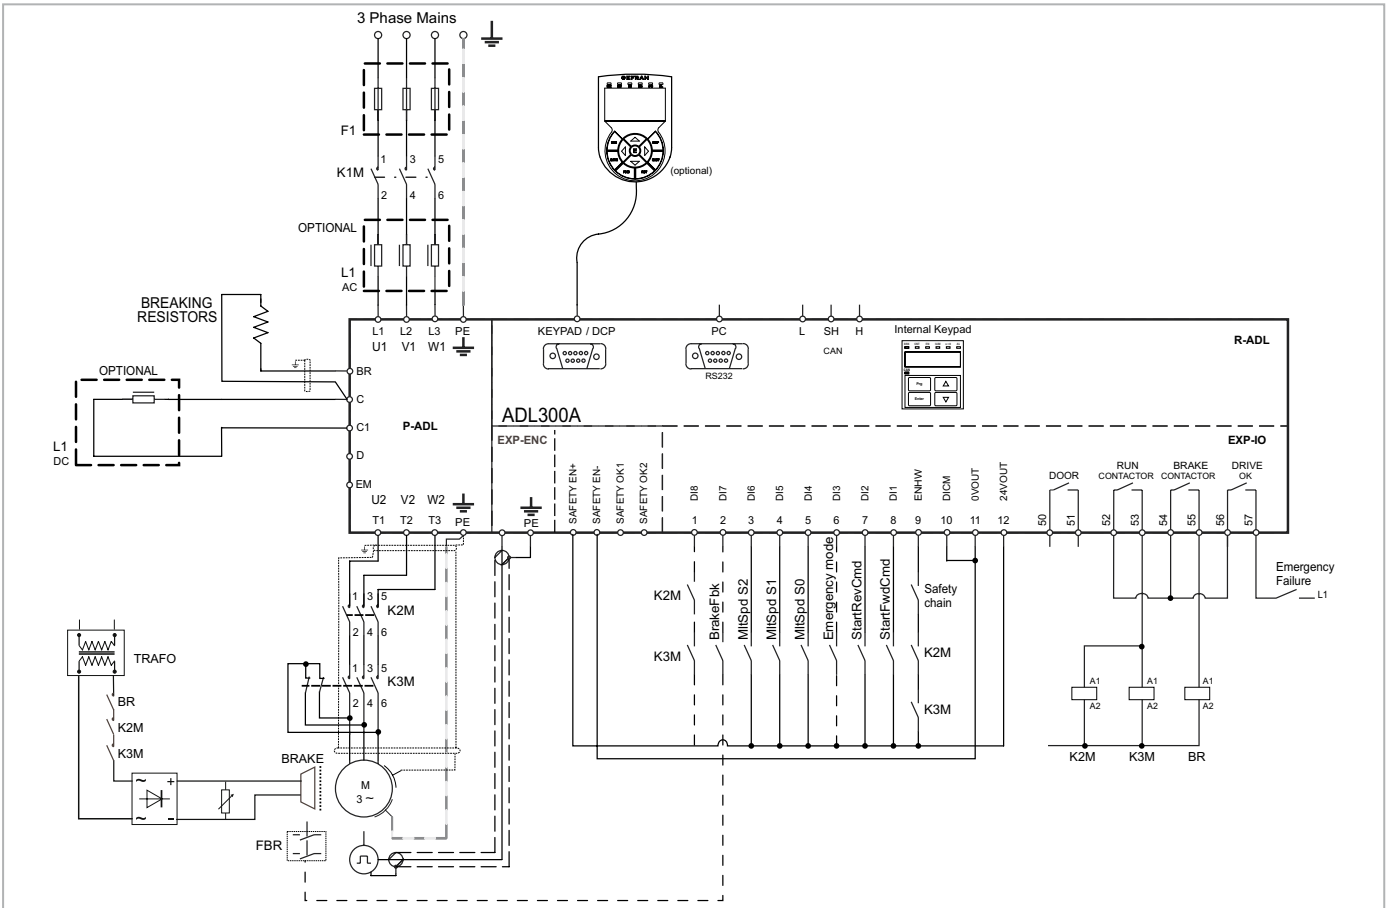 3 Phase Mains
GEFRAN
F1
1 3 5
K1M
2 4 6
(optional)
OPTIONAL
L1
AC
BREAKING
RESISTORS
L1 L2 L3 PE
U1 V1 W1
KEYPAD / DCP
PC
RS232
L SH H
CAN
Internal Keypad
Prg
Enter
R-ADL
BR
OPTIONAL
C
C1
L1
DC
D
EM
P-ADL
ADL300A
EXP-ENC
EXP-IO
U2 V2 W2
T1 T2 T3 PE
PE
SAFETY EN+
SAFETY EN-
SAFETY OK1
SAFETY OK2
DI8
DI7
DI6
DI5
DI4
DI3
DI2
DI1
ENHW
DICM
0VOUT
24VOUT
1 2 3 4 5 6 7 8 9 10 11 12
DOOR
RUN
CONTACTOR
BRAKE
CONTACTOR
DRIVE
OK
50 51 52 53 54 55 56 57
K2M
K3M
BrakeFbk
MltSpd S2
MltSpd S1
MltSpd S0
Emergency mode
StartRevCmd
StartFwdCmd
Safety
chain
K2M
K3M
Emergency
Failure
L1
1 3 5
K2M
2 4 6
1 3 5
K3M
2 4 6
TRAFO
BR
K2M
K3M
~ +
~ -
BRAKE
M
3 ~
FBR
A1 A1 A1
A2 A2 A2
K2M K3M BR